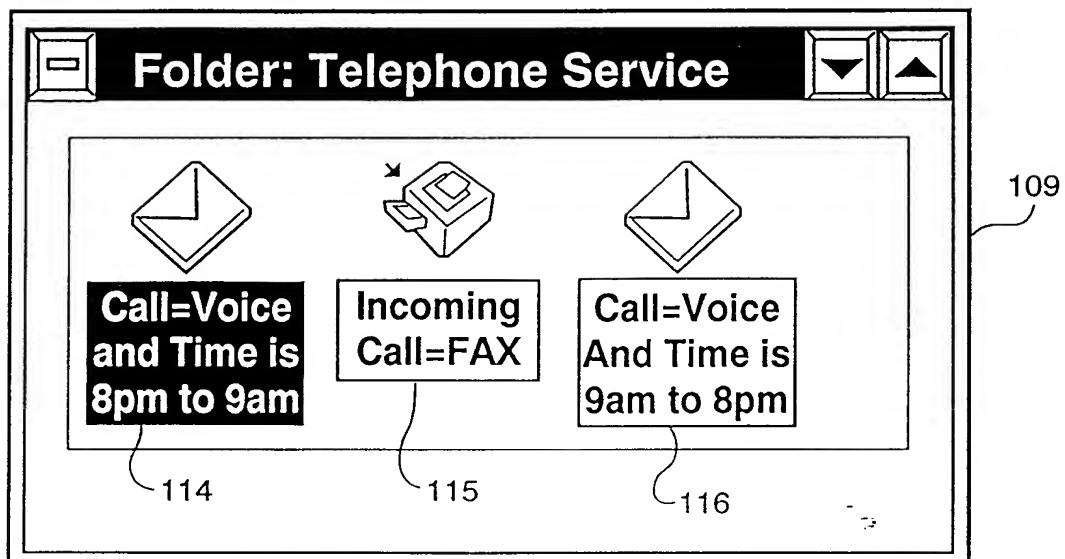 Folder: Telephone Service
109
Call=Voice
and Time is
8pm to 9am
Incoming
Call=FAX
Call=Voice
And Time is
9am to 8pm
114
115
116